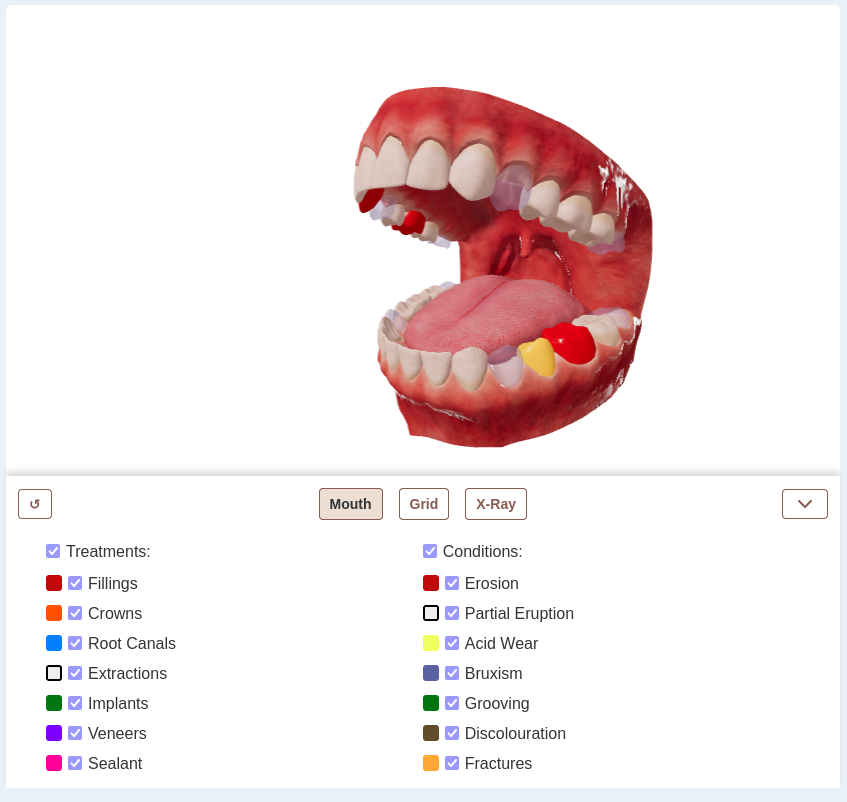 ↺
Mouth
Grid
X-Ray
Treatments:
Fillings
Crowns
Root Canals
Extractions
Implants
Veneers
Sealant
Conditions:
Erosion
Partial Eruption
Acid Wear
Bruxism
Grooving
Discolouration
Fractures